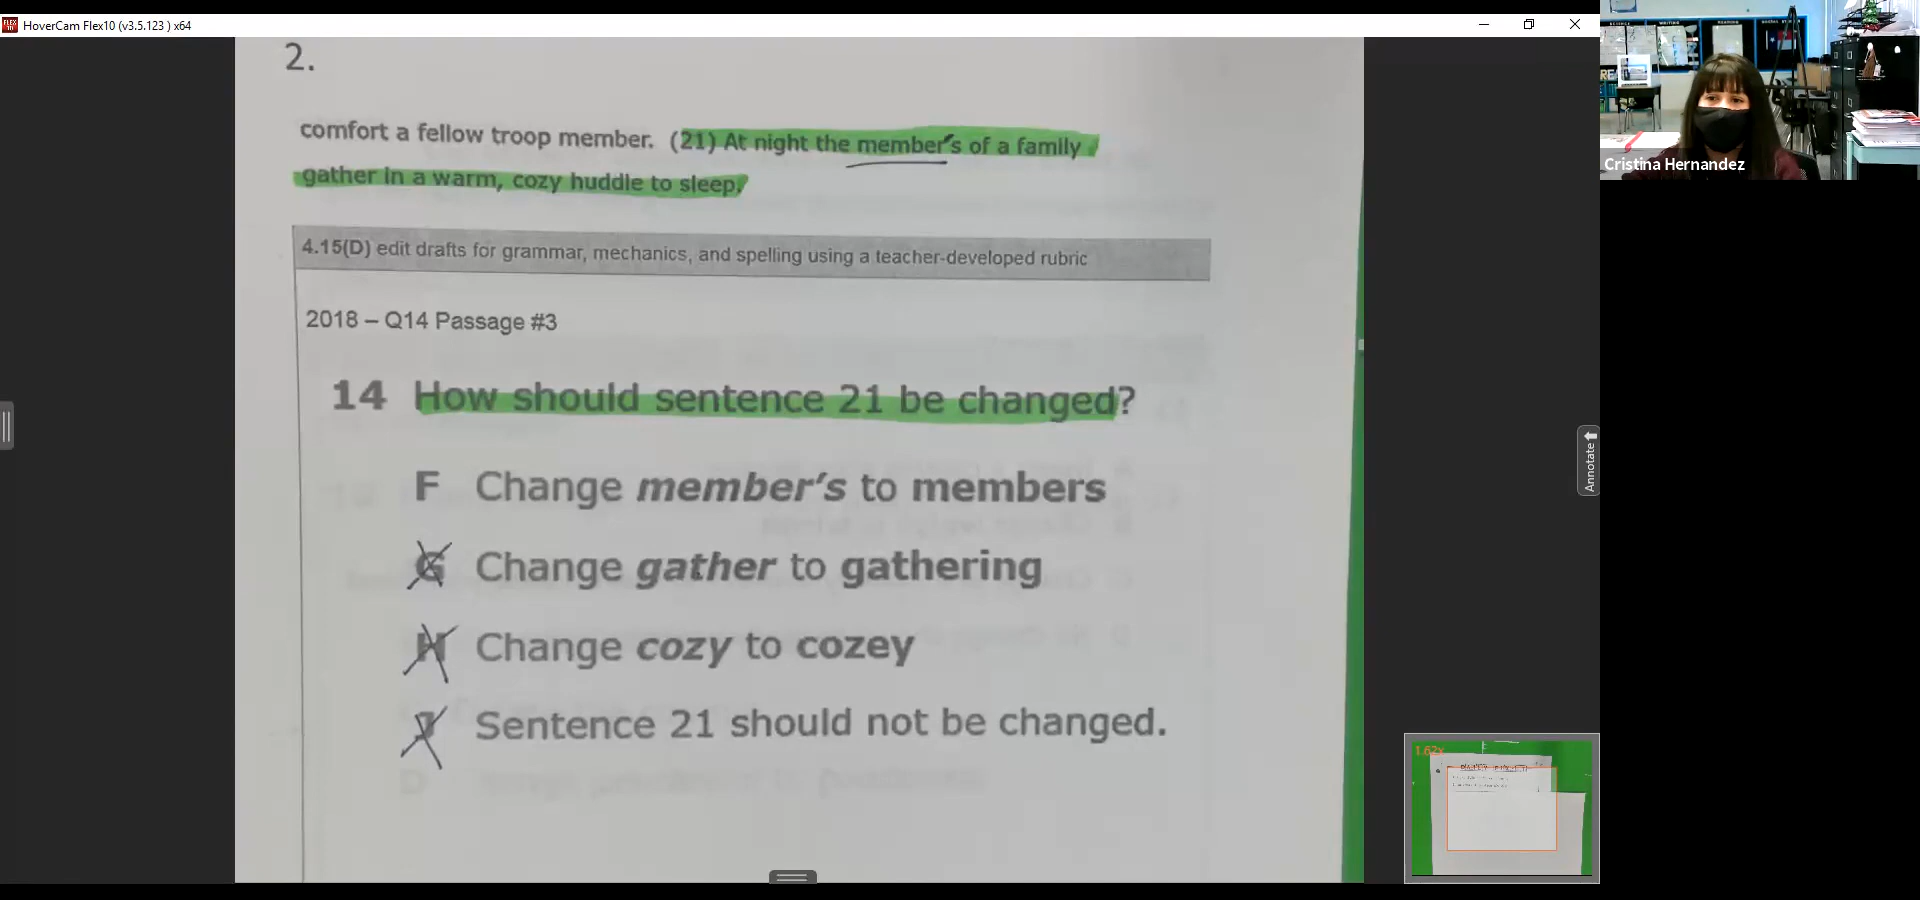 HoverCam Flex10 (v3.5.123 ) x64
2.
comfort a fellow troop member. (21) At night the member's of a family
gather in a warm, cozy huddle to sleep.
4.15(D) edit drafts for grammar, mechanics, and spelling using a teacher-developed rubric
2018 – Q14 Passage #3
14 How should sentence 21 be changed?
F Change member's to members
G Change gather to gathering
H Change cozy to cozey
J Sentence 21 should not be changed.
Annotate
Cristina Hernandez
1.62x